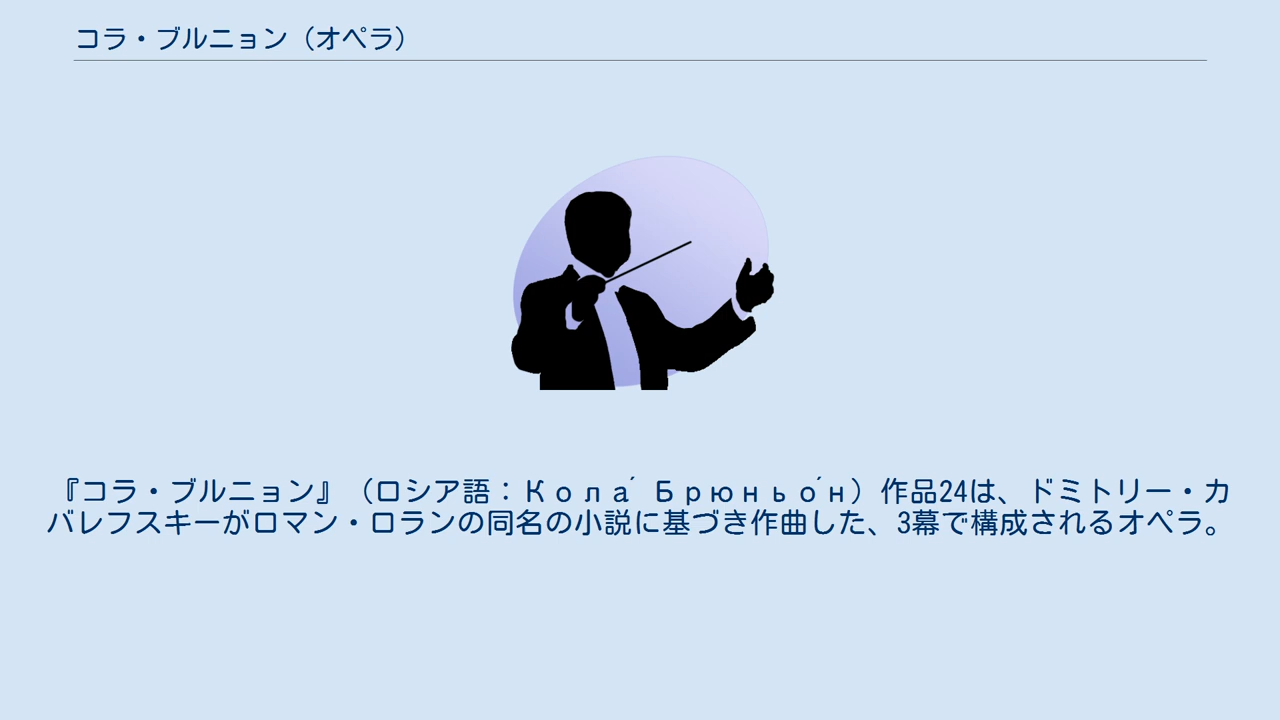 コラ・ブルニョン（オペラ）
『コラ・ブルニョン』（ロシア語：Кола́ Брюньо́н）作品24は、ドミトリー・カ
バレフスキーがロマン・ロランの同名の小説に基づき作曲した、3幕で構成されるオペラ。